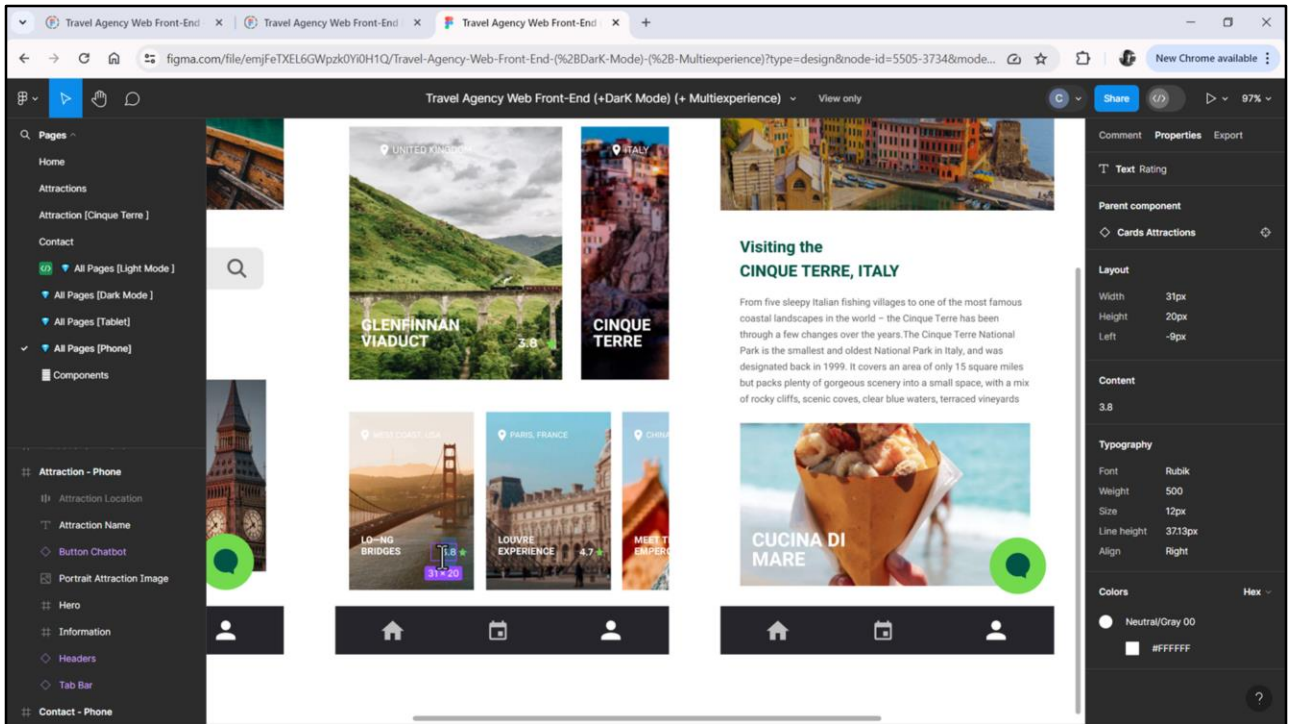 Travel Agency Web Front-End
Travel Agency Web Front-End
Travel Agency Web Front-End
figma.com/file/emjFeTXEL6GWpzk0Yi0H1Q/Travel-Agency-Web-Front-End-(%2BDarK-Mode)-(%2B-Multiexperience)?type=design&node-id=5505-3734&mode...
New Chrome available
Travel Agency Web Front-End (+DarK Mode) (+ Multiexperience)
View only
C
Share
97%
Pages
Home
Attractions
Attraction [Cinque Terre ]
Contact
All Pages [Light Mode ]
All Pages [Dark Mode ]
All Pages [Tablet]
All Pages [Phone]
Components
Attraction - Phone
Attraction Location
Attraction Name
Button Chatbot
Portrait Attraction Image
Hero
Information
Headers
Tab Bar
Contact - Phone
UNITED KINGDOM
GLENFINNAN
VIADUCT
3.8
ITALY
CINQUE
TERRE
WEST COAST, USA
LO-NG
BRIDGES
3.8
31 × 20
PARIS, FRANCE
LOUVRE
EXPERIENCE
4.7
CHINA
MEET T
EMPERO
Visiting the
CINQUE TERRE, ITALY
From five sleepy Italian fishing villages to one of the most famous
coastal landscapes in the world – the Cinque Terre has been
through a few changes over the years.The Cinque Terre National
Park is the smallest and oldest National Park in Italy, and was
designated back in 1999. It covers an area of only 15 square miles
but packs plenty of gorgeous scenery into a small space, with a mix
of rocky cliffs, scenic coves, clear blue waters, terraced vineyards
CUCINA DI
MARE
Comment Properties Export
Text Rating
Parent component
Cards Attractions
Layout
Width 31px
Height 20px
Left -9px
Content
3.8
Typography
Font Rubik
Weight 500
Size 12px
Line height 37.13px
Align Right
Colors Hex
Neutral/Gray 00
#FFFFFF
?